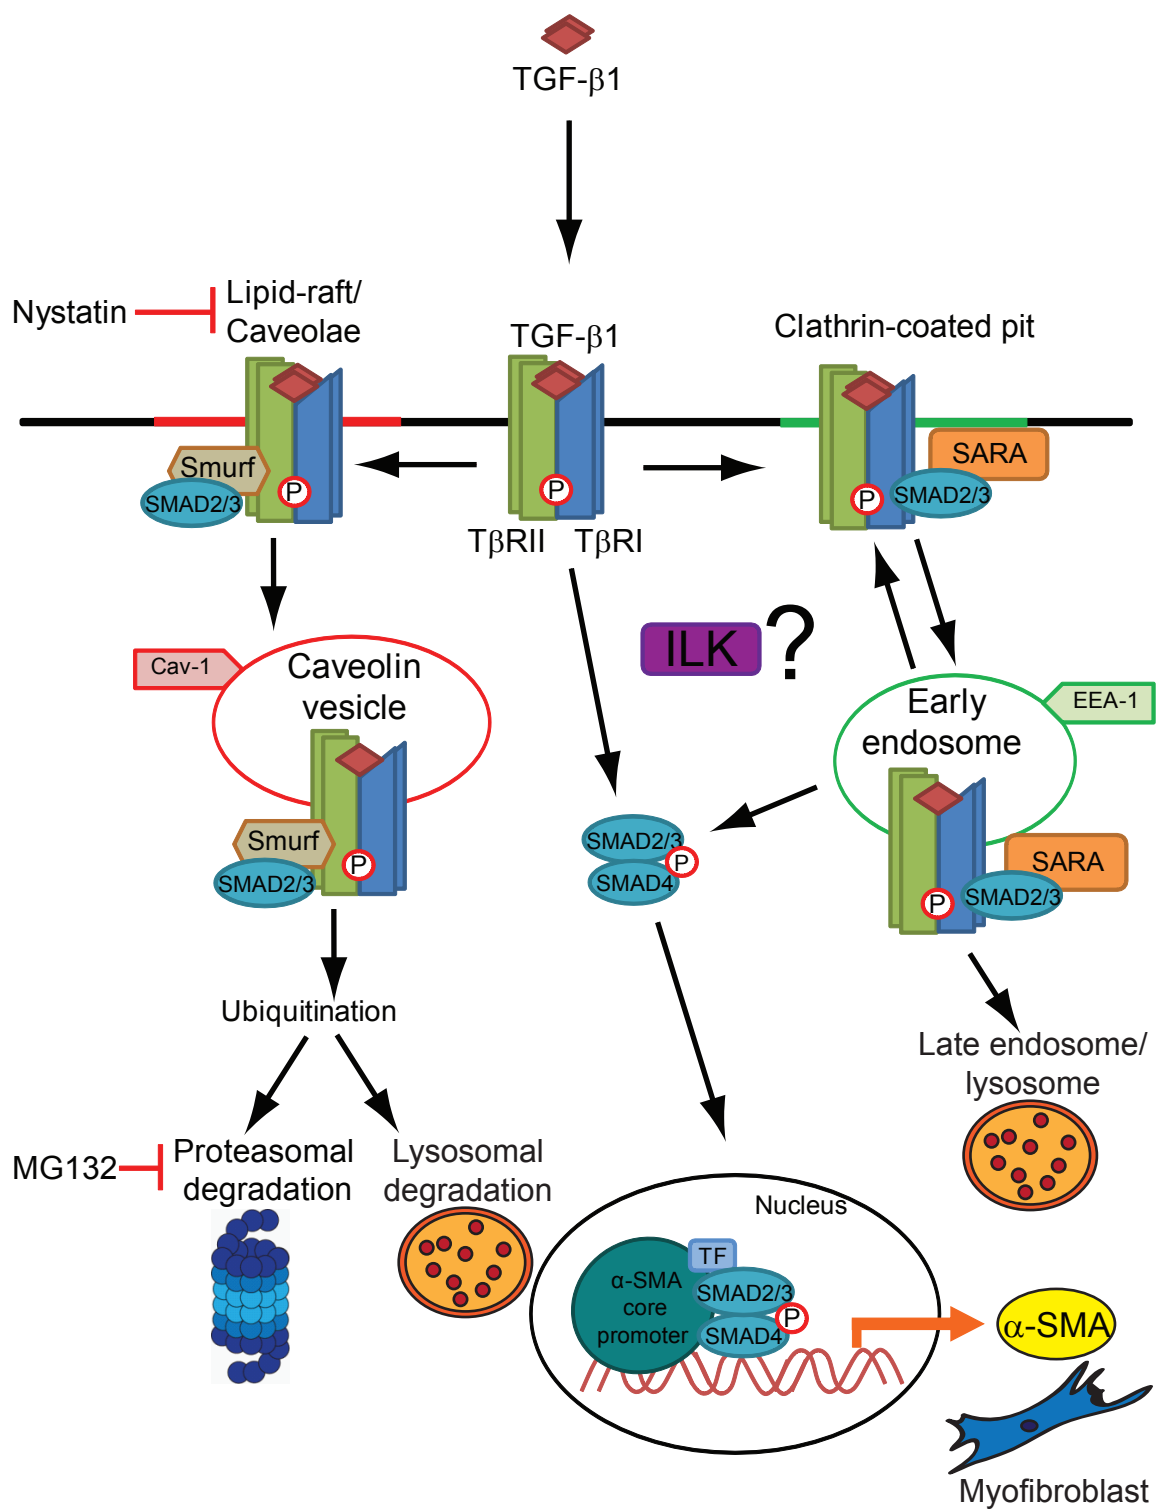 TGF-β1
Nystatin
Lipid-raft/
Caveolae
TGF-β1
Clathrin-coated pit
Smurf
SMAD2/3
P
P
SARA
SMAD2/3
P
TβRII
TβRI
ILK
?
Cav-1
Caveolin
vesicle
Early
endosome
EEA-1
Smurf
SMAD2/3
P
SMAD2/3
P
SMAD4
SARA
SMAD2/3
P
Ubiquitination
Late endosome/
lysosome
MG132
Proteasomal
degradation
Lysosomal
degradation
Nucleus
TF
α-SMA
core
promoter
SMAD2/3
P
SMAD4
α-SMA
Myofibroblast